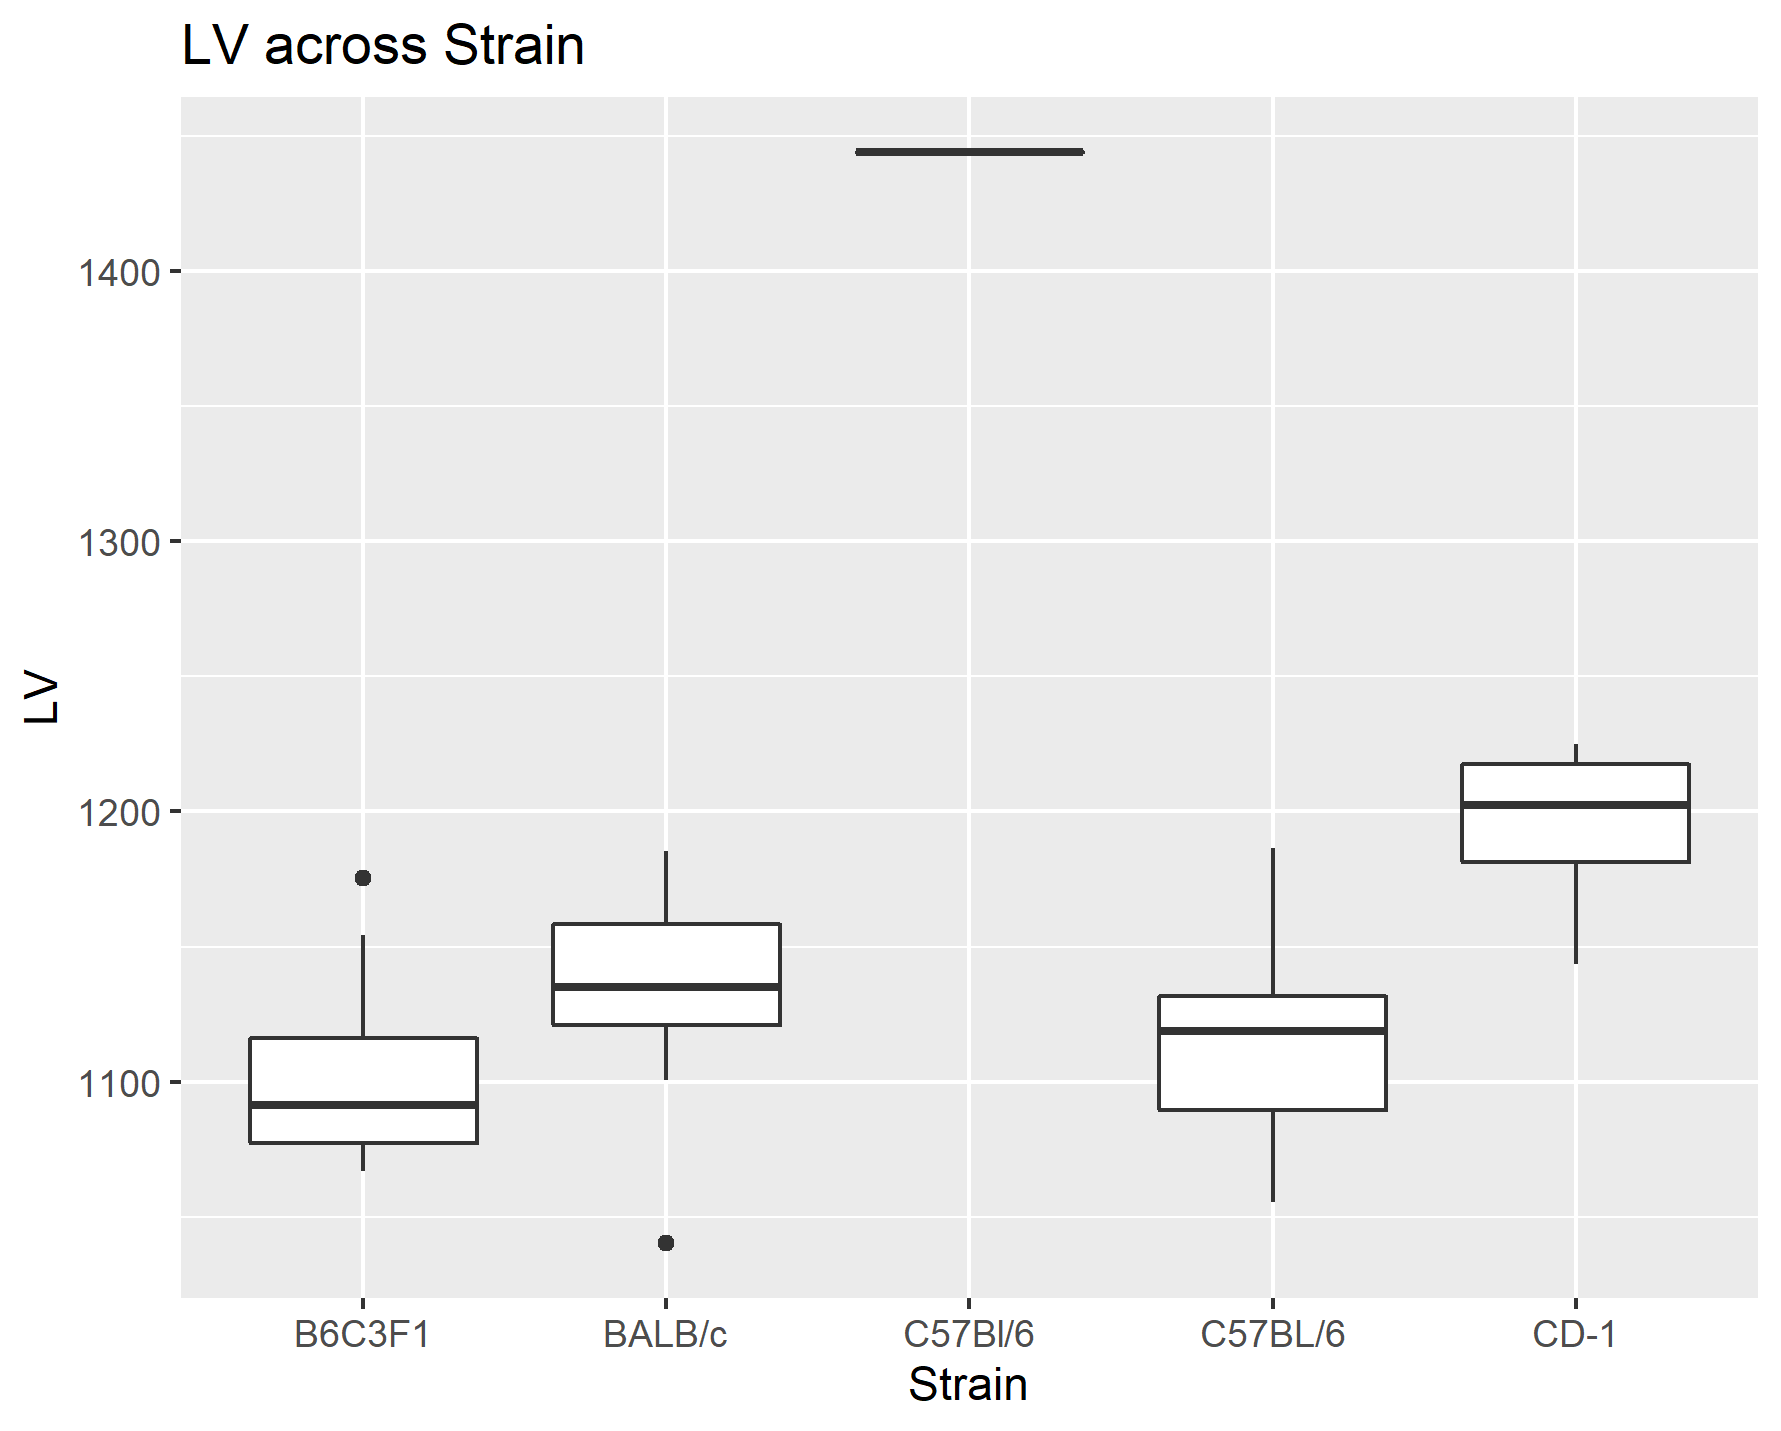 LV across Strain
1400
1300
1200
1100
LV
B6C3F1 BALB/c C57Bl/6 C57BL/6 CD-1
Strain